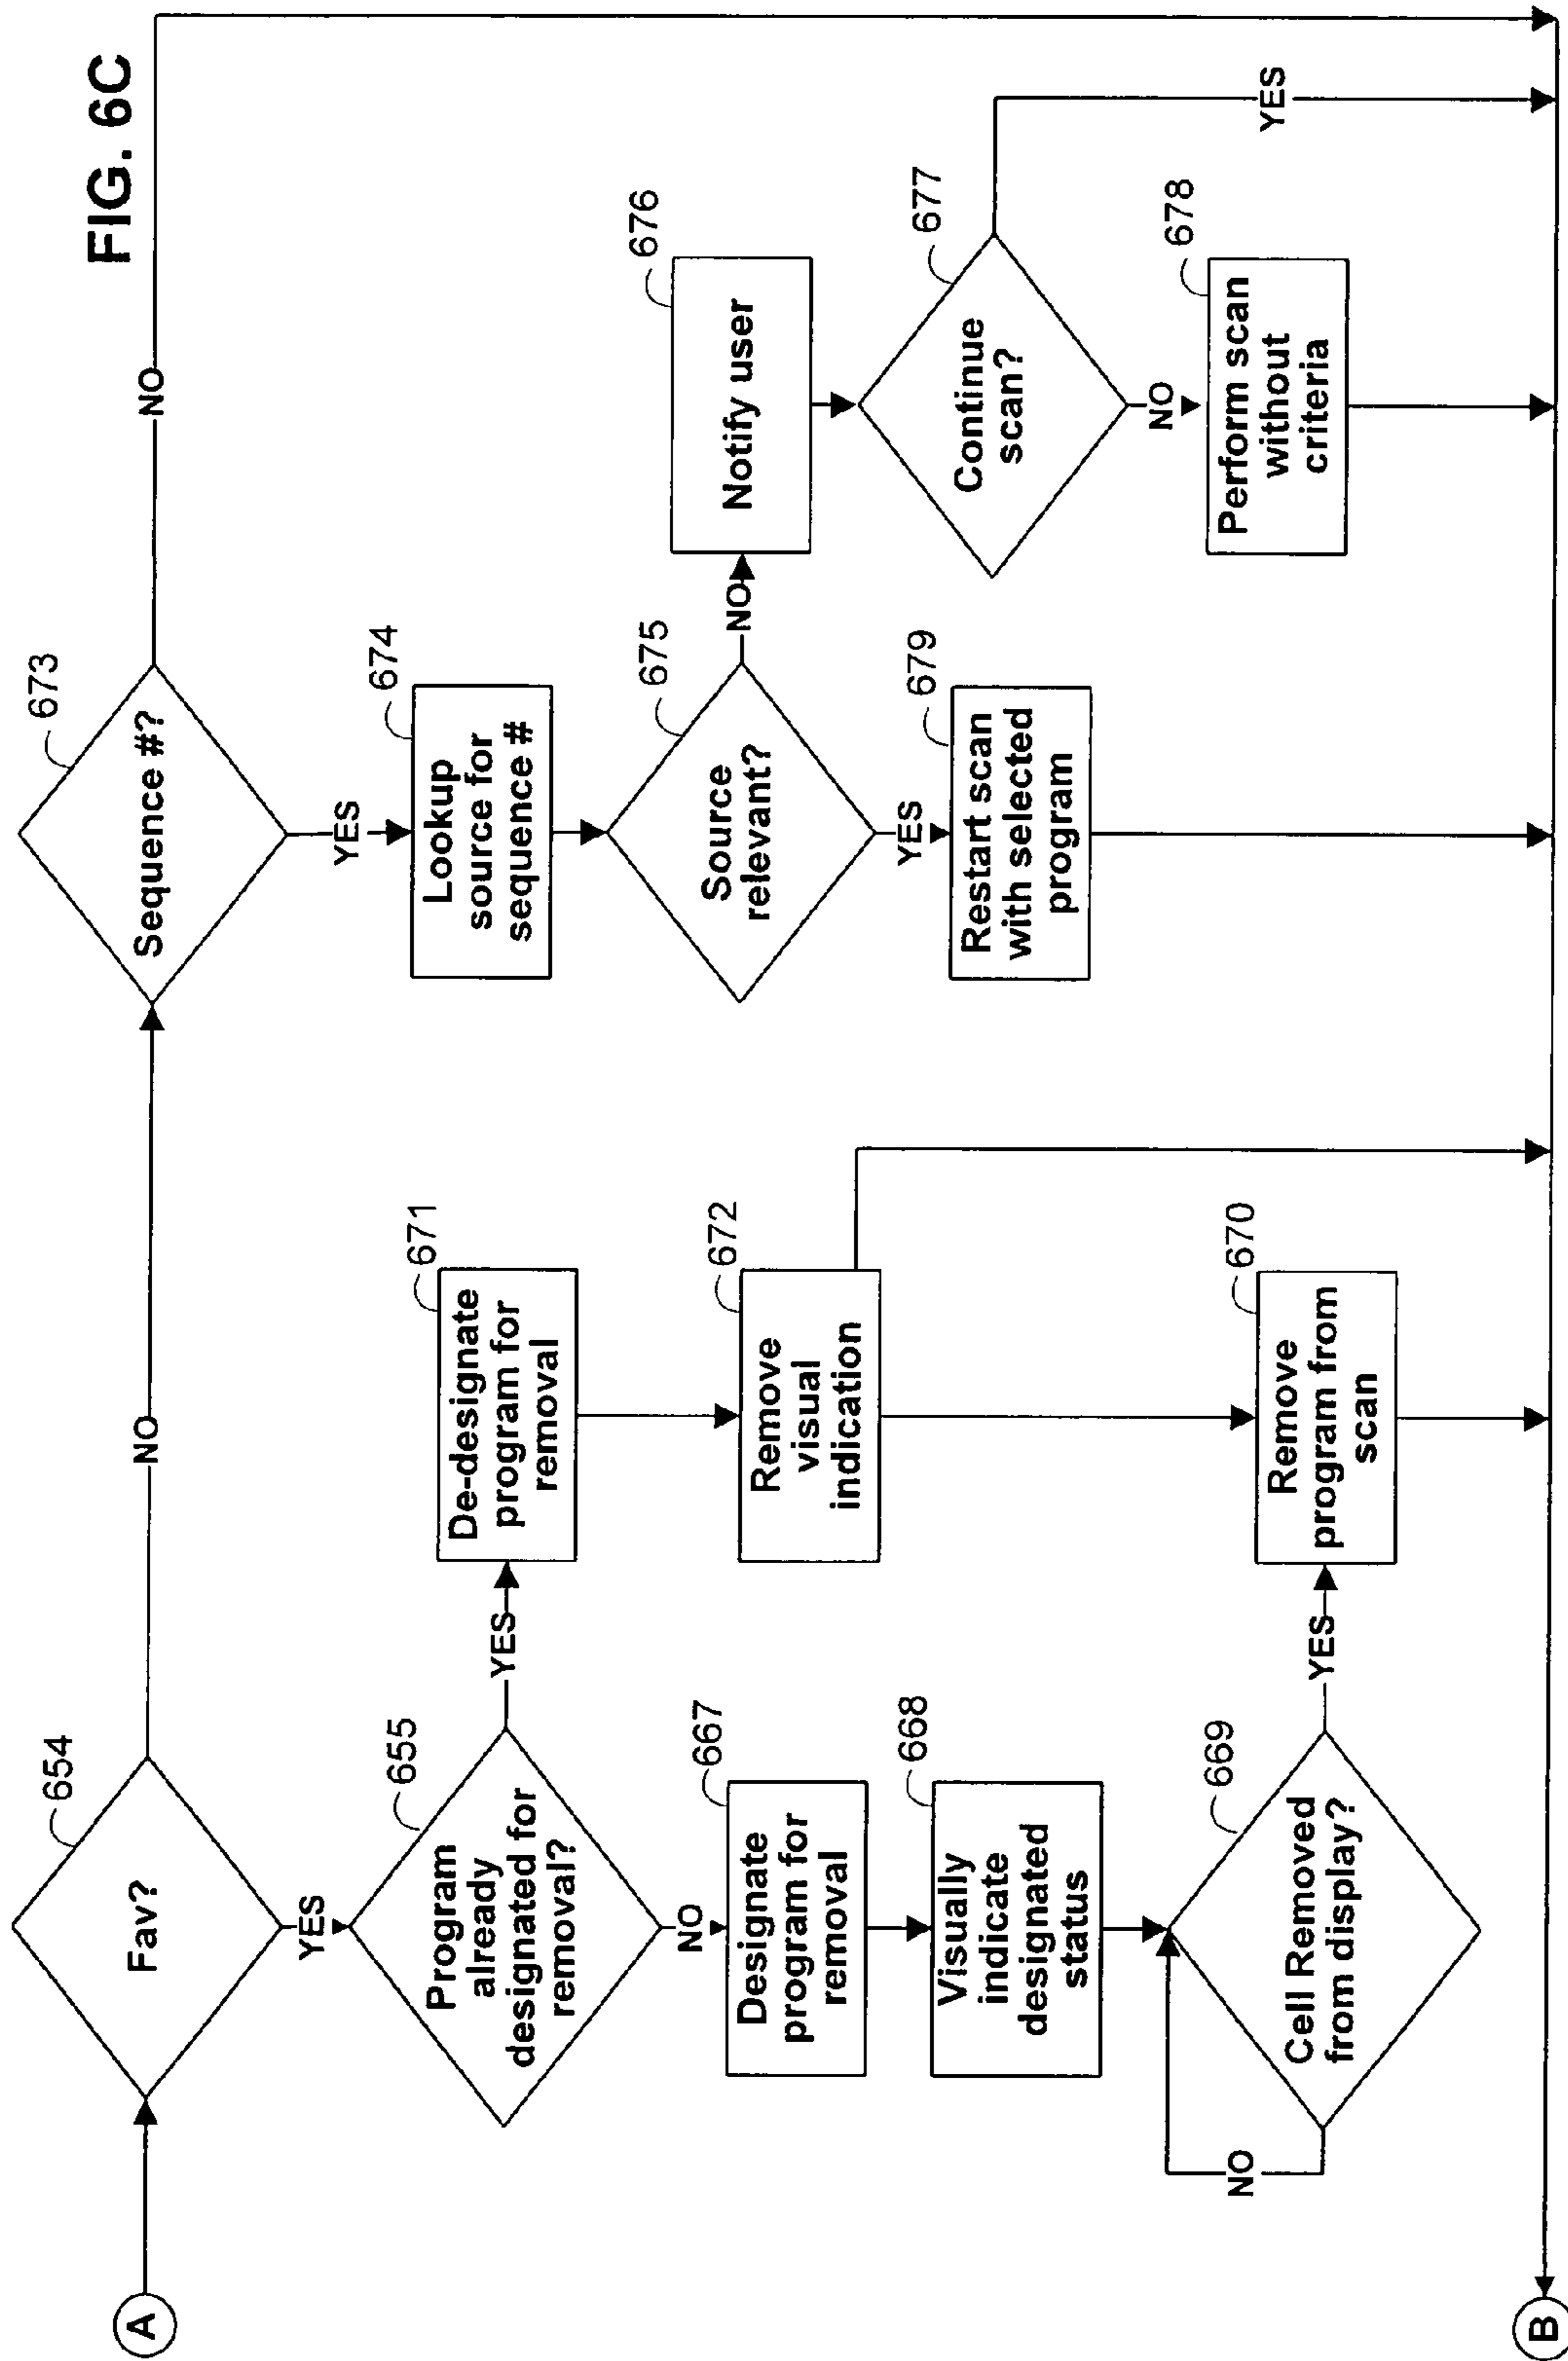 FIG. 6C
A
654
Fav?
NO
YES
655
Program
already
designated for
removal?
YES
NO
667
Designate
program for
removal
668
Visually
indicate
designated
status
669
Cell Removed
from display?
NO
YES
671
De-designate
program for
removal
672
Remove
visual
indication
670
Remove
program from
scan
673
Sequence #?
NO
YES
674
Lookup
source for
sequence #
675
Source
relevant?
NO
YES
679
Restart scan
with selected
program
676
Notify user
677
Continue
scan?
YES
NO
678
Perform scan
without
criteria
B